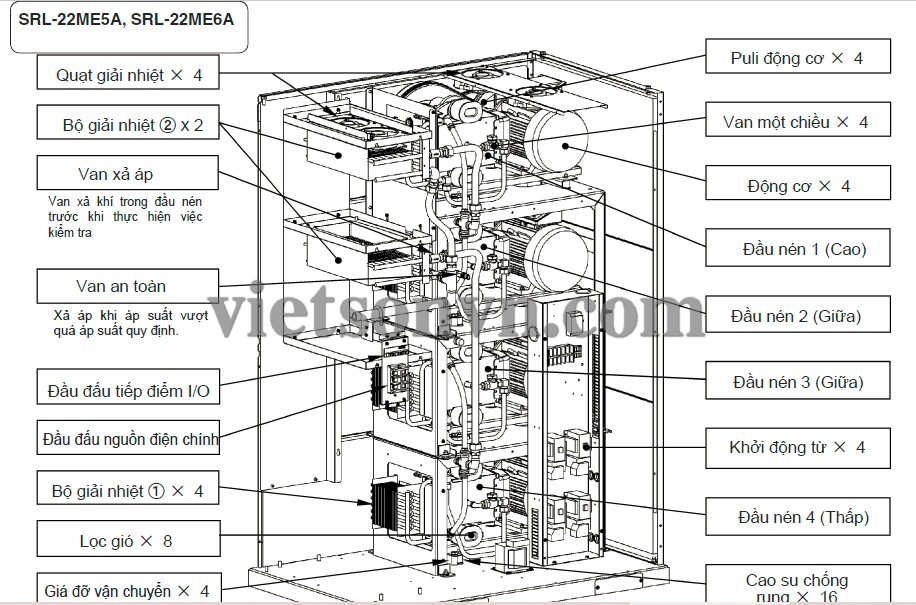 SRL-22ME5A, SRL-22ME6A
Quạt giải nhiệt × 4
Bộ giải nhiệt ② x 2
Van xả áp
Van xả khí trong đầu nén
trước khi thực hiện việc
kiểm tra
Van an toàn
Xả áp khi áp suất vượt
quá áp suất quy định.
Đầu đấu tiếp điểm I/O
Đầu đấu nguồn điện chính
Bộ giải nhiệt ① × 4
Lọc gió × 8
Giá đỡ vận chuyển × 4
Puli động cơ × 4
Van một chiều × 4
Động cơ × 4
Đầu nén 1 (Cao)
Đầu nén 2 (Giữa)
Đầu nén 3 (Giữa)
Khởi động từ × 4
Đầu nén 4 (Thấp)
Cao su chống
rung × 16
vietsonvn.com